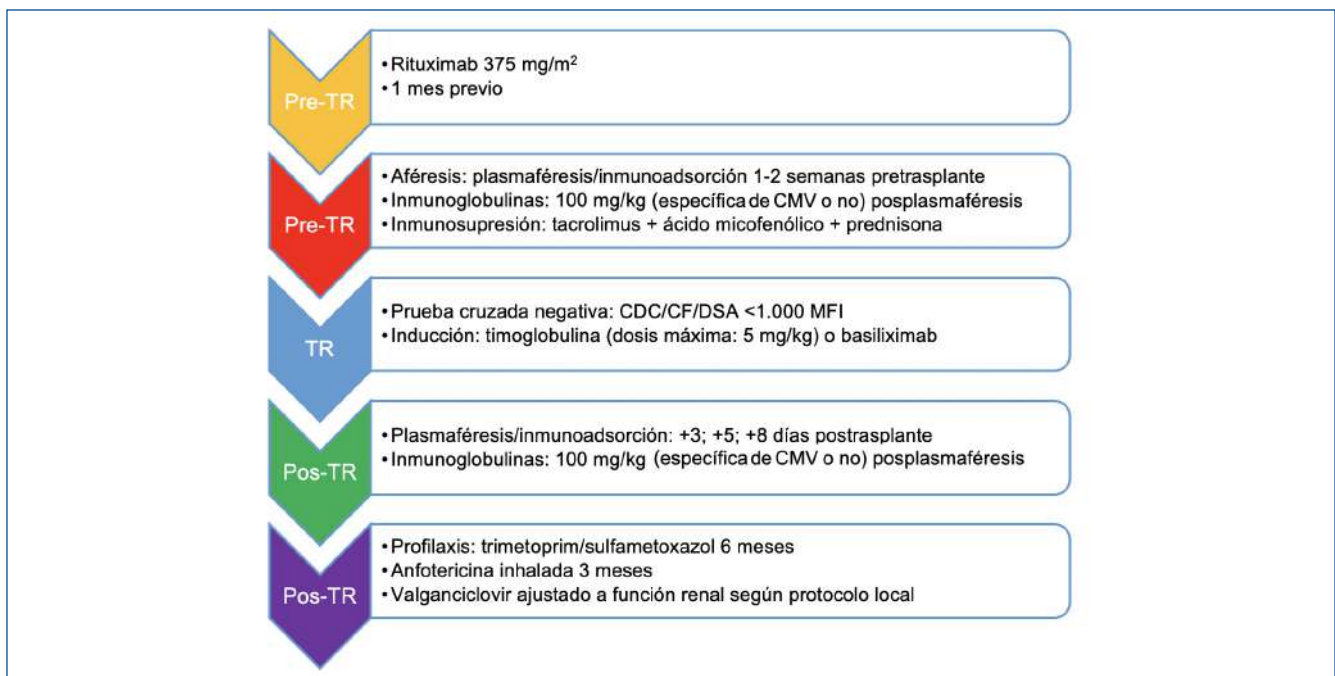 Pre-TR
• Rituximab 375 mg/m²
• 1 mes previo
Pre-TR
• Aféresis: plasmaféresis/inmunoadsorción 1-2 semanas pretrasplante
• Inmunoglobulinas: 100 mg/kg (específica de CMV o no) posplasmaféresis
• Inmunosupresión: tacrolimus + ácido micofenólico + prednisona
TR
• Prueba cruzada negativa: CDC/CF/DSA <1.000 MFI
• Inducción: timoglobulina (dosis máxima: 5 mg/kg) o basiliximab
Pos-TR
• Plasmaféresis/inmunoadsorción: +3; +5; +8 días postrasplante
• Inmunoglobulinas: 100 mg/kg (específica de CMV o no) posplasmaféresis
Pos-TR
• Profilaxis: trimetoprim/sulfametoxazol 6 meses
• Anfotericina inhalada 3 meses
• Valganciclovir ajustado a función renal según protocolo local